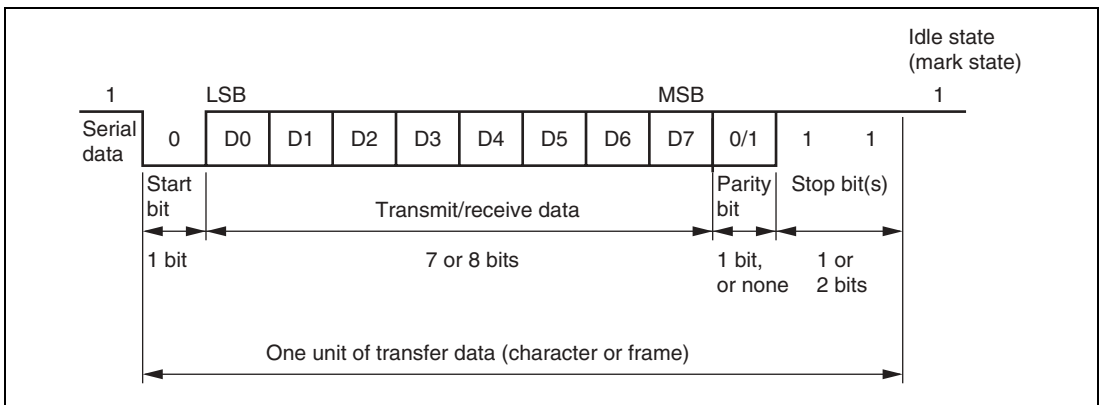 Idle state
(mark state)
1 LSB MSB 1
Serial
data
0 D0 D1 D2 D3 D4 D5 D6 D7 0/1 1 1
Start
bit
Transmit/receive data
Parity
bit
Stop bit(s)
1 bit
7 or 8 bits
1 bit,
or none
1 or
2 bits
One unit of transfer data (character or frame)